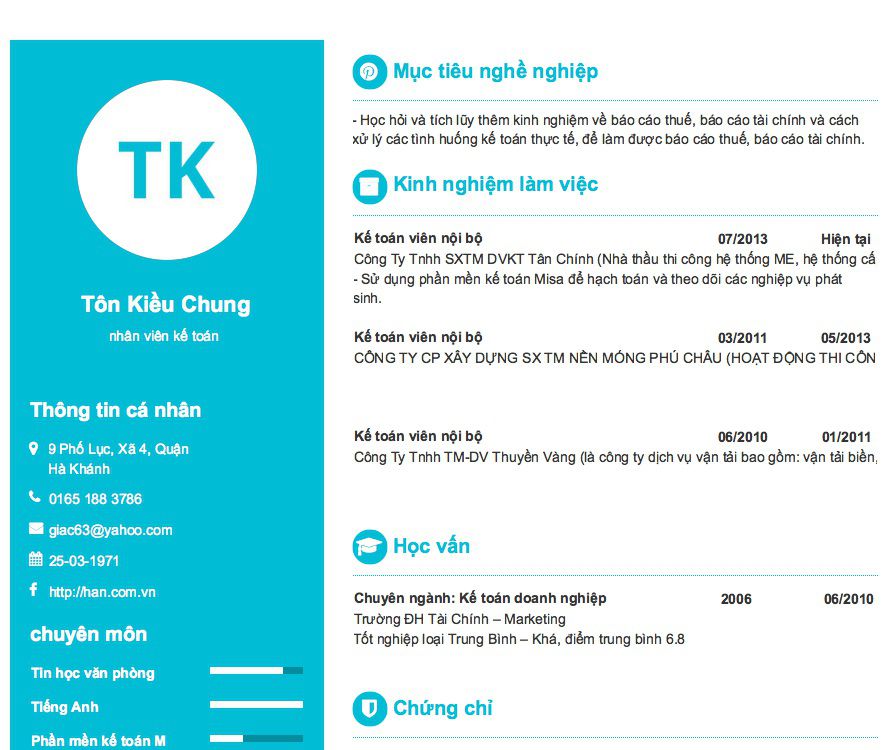 TK
Tôn Kiều Chung
nhân viên kế toán
Thông tin cá nhân
9 Phố Lục, Xã 4, Quận
Hà Khánh
0165 188 3786
giac63@yahoo.com
25-03-1971
http://han.com.vn
chuyên môn
Tin học văn phòng
Tiếng Anh
Phần mền kế toán M
Mục tiêu nghề nghiệp
- Học hỏi và tích lũy thêm kinh nghiệm về báo cáo thuế, báo cáo tài chính và cách
xử lý các tình huống kế toán thực tế, để làm được báo cáo thuế, báo cáo tài chính.
Kinh nghiệm làm việc
Kế toán viên nội bộ 07/2013 Hiện tại
Công Ty Tnhh SXTM DVKT Tân Chính (Nhà thầu thi công hệ thống ME, hệ thống cấ
- Sử dụng phần mền kế toán Misa để hạch toán và theo dõi các nghiệp vụ phát
sinh.
Kế toán viên nội bộ 03/2011 05/2013
CÔNG TY CP XÂY DỰNG SX TM NỀN MÓNG PHÚ CHÂU (HOẠT ĐỘNG THI CÔN
Kế toán viên nội bộ 06/2010 01/2011
Công Ty Tnhh TM-DV Thuyền Vàng (là công ty dịch vụ vận tải bao gồm: vận tải biển,
Học vấn
Chuyên ngành: Kế toán doanh nghiệp 2006 06/2010
Trường ĐH Tài Chính – Marketing
Tốt nghiệp loại Trung Bình – Khá, điểm trung bình 6.8
Chứng chỉ